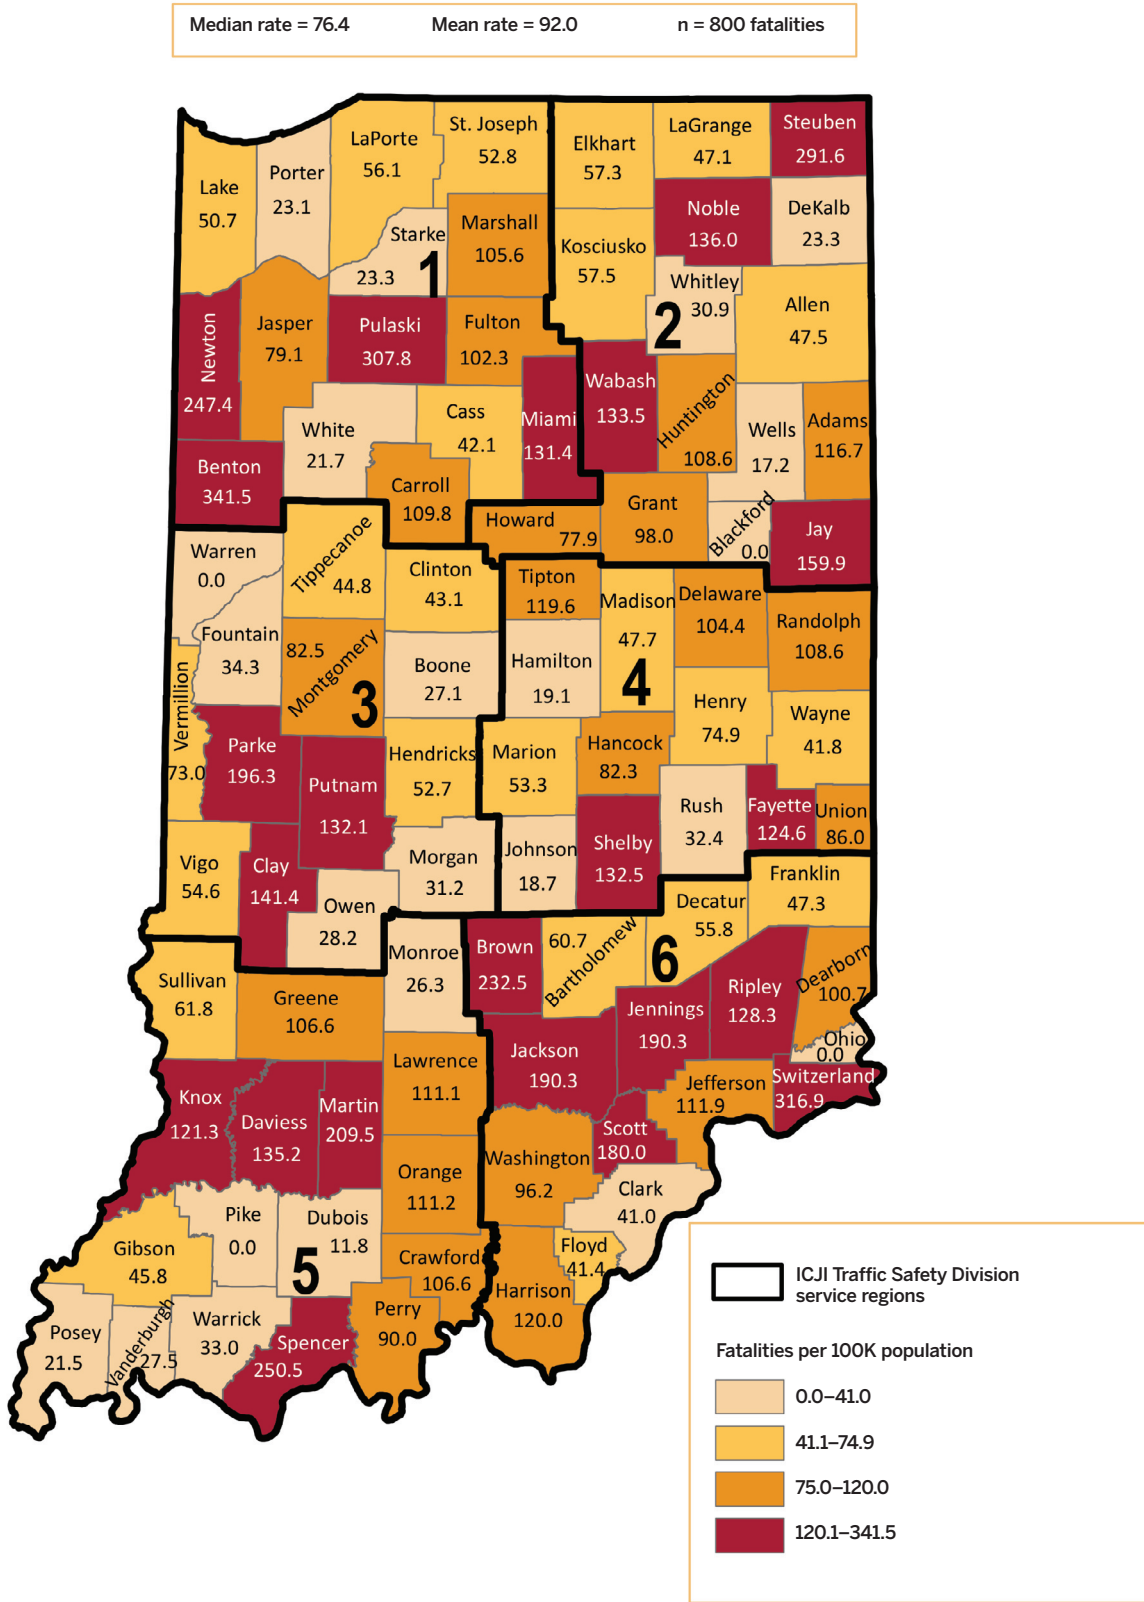 Median rate = 76.4 Mean rate = 92.0 n = 800 fatalities
Lake
50.7
Porter
23.1
LaPorte
56.1
St. Joseph
52.8
Elkhart
57.3
LaGrange
47.1
Steuben
291.6
Noble
136.0
DeKalb
23.3
Starke
23.3
1
Marshall
105.6
Kosciusko
57.5
Whitley
30.9
2
Allen
47.5
Newton
247.4
Jasper
79.1
Pulaski
307.8
Fulton
102.3
Wabash
133.5
Huntington
108.6
Wells
17.2
Adams
116.7
White
21.7
Cass
42.1
Miami
131.4
Benton
341.5
Carroll
109.8
Howard
77.9
Grant
98.0
Blackford
0.0
Jay
159.9
Warren
0.0
Tippecanoe
44.8
Clinton
43.1
Tipton
119.6
Madison
47.7
4
Delaware
104.4
Randolph
108.6
Fountain
34.3
82.5
Montgomery
3
Boone
27.1
Hamilton
19.1
Henry
74.9
Wayne
41.8
Vermillion
73.0
Parke
196.3
Putnam
132.1
Hendricks
52.7
Marion
53.3
Hancock
82.3
Rush
32.4
Fayette
124.6
Union
86.0
Vigo
54.6
Clay
141.4
Owen
28.2
Morgan
31.2
Johnson
18.7
Shelby
132.5
Franklin
47.3
Decatur
55.8
6
Sullivan
61.8
Greene
106.6
Monroe
26.3
Brown
232.5
60.7
Bartholomew
Jennings
190.3
Ripley
128.3
Dearborn
100.7
Ohio
0.0
Switzerland
316.9
Knox
121.3
Daviess
135.2
Martin
209.5
Lawrence
111.1
Jackson
190.3
Jefferson
111.9
Scott
180.0
Orange
111.2
Washington
96.2
Clark
41.0
Pike
0.0
Dubois
11.8
5
Gibson
45.8
Crawford
106.6
Floyd
41.4
Harrison
120.0
Posey
21.5
Vanderburgh
27.5
Warrick
33.0
Spencer
250.5
Perry
90.0
ICJI Traffic Safety Division
service regions
Fatalities per 100K population
0.0–41.0
41.1–74.9
75.0–120.0
120.1–341.5